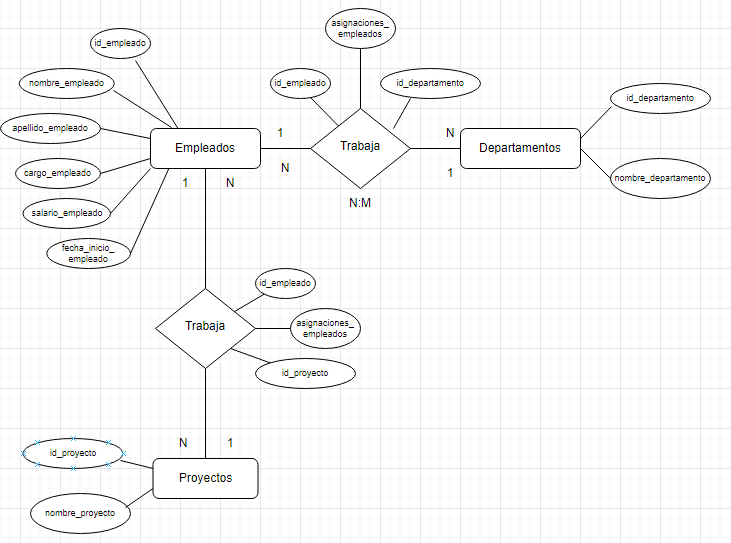 asignaciones_
empleados
id_empleado
nombre_empleado
id_empleado
id_departamento
id_departamento
apellido_empleado
1
N
Empleados
Trabaja
Departamentos
N
1
cargo_empleado
1
N
nombre_departamento
N:M
salario_empleado
fecha_inicio_
empleado
id_empleado
Trabaja
asignaciones_
empleados
id_proyecto
N
1
id_proyecto
Proyectos
nombre_proyecto